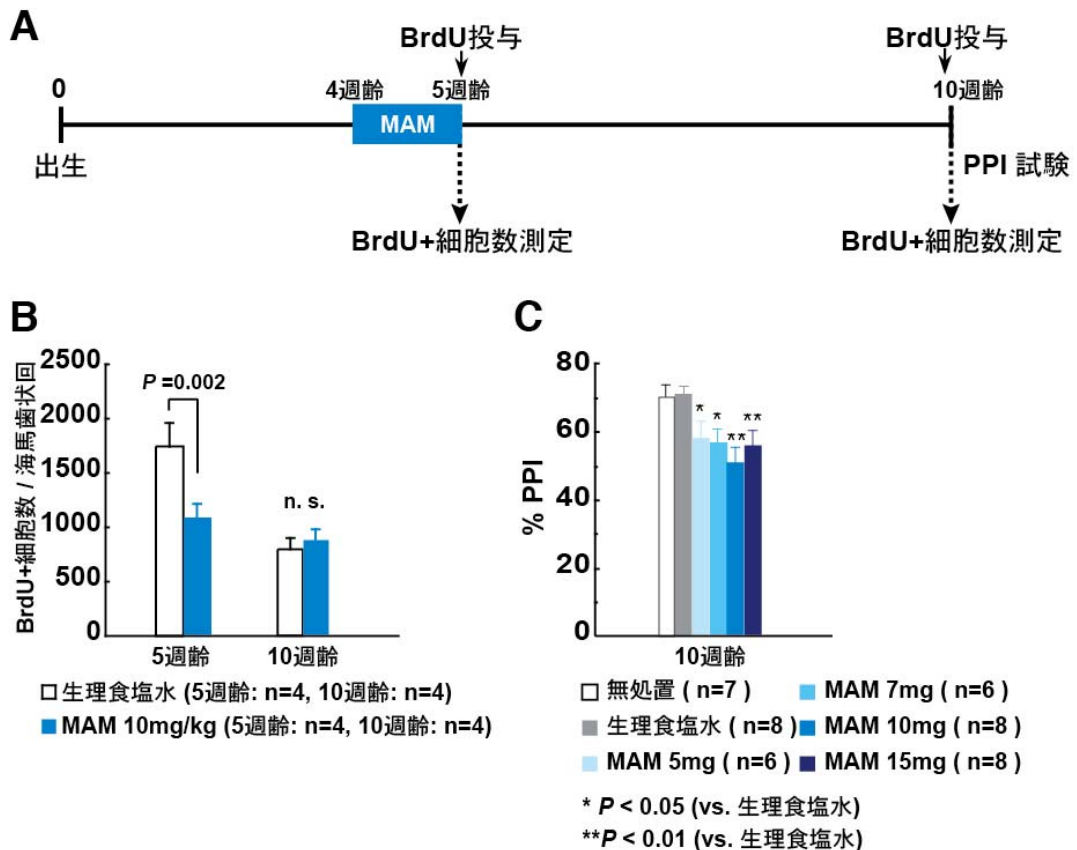 A
BrdU投与
BrdU投与
0
4週齢
5週齢
10週齢
MAM
出生
PPI 試験
BrdU+細胞数測定
BrdU+細胞数測定
B
BrdU+細胞数 / 海馬歯状回
2500
2000
1500
1000
500
0
P =0.002
n. s.
5週齢
10週齢
生理食塩水 (5週齢: n=4, 10週齢: n=4)
MAM 10mg/kg (5週齢: n=4, 10週齢: n=4)
C
% PPI
80
60
40
20
0
*
*
**
**
10週齢
無処置 ( n=7 )
生理食塩水 ( n=8 )
MAM 5mg ( n=6 )
MAM 7mg ( n=6 )
MAM 10mg ( n=8 )
MAM 15mg ( n=8 )
* P < 0.05 (vs. 生理食塩水)
**P < 0.01 (vs. 生理食塩水)